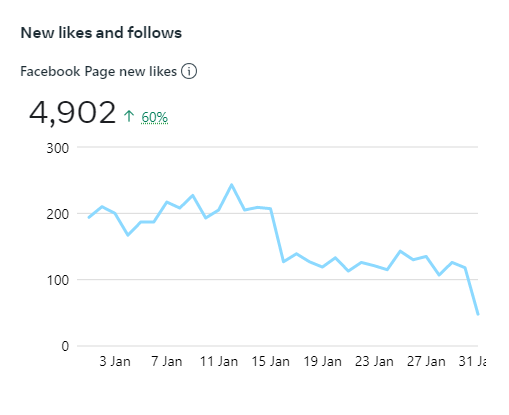 New likes and follows
Facebook Page new likes
4,902 ↑ 60%
300
200
100
0
3 Jan 7 Jan 11 Jan 15 Jan 19 Jan 23 Jan 27 Jan 31 Ja